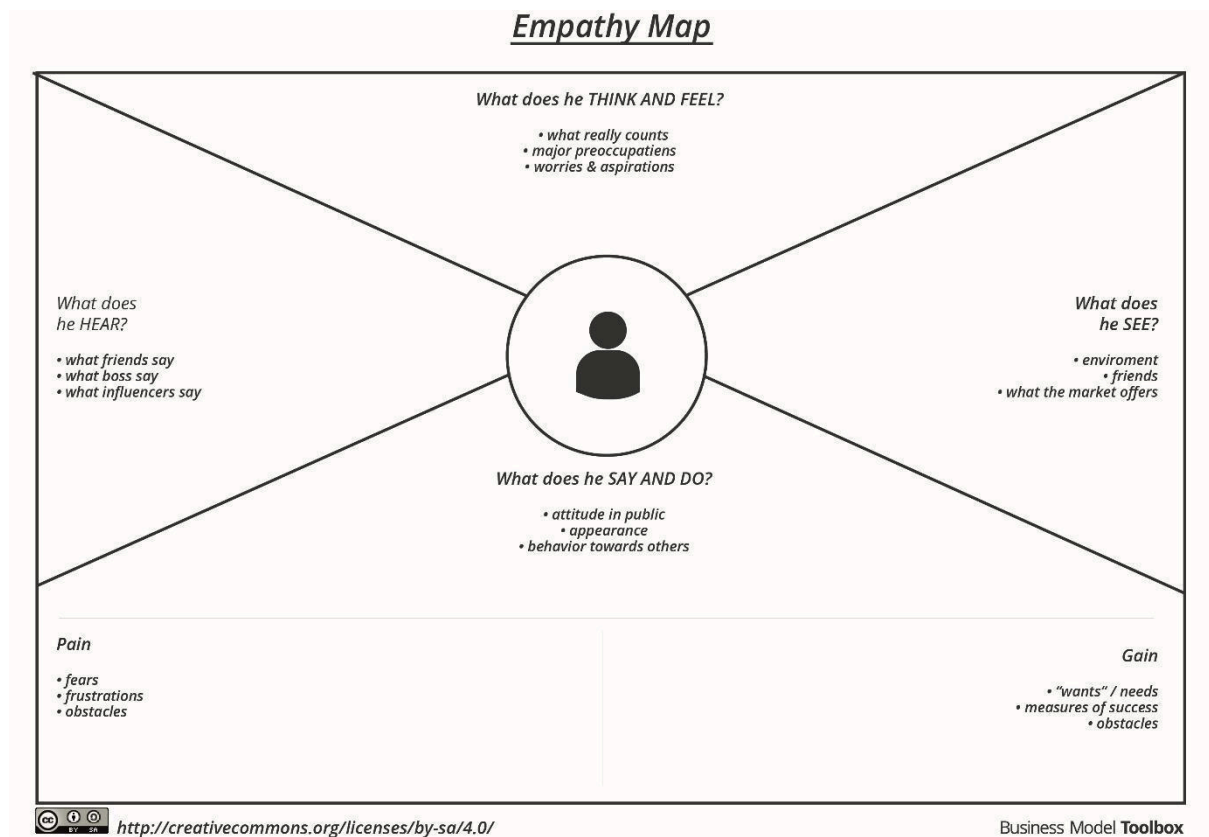 Empathy Map
What does he THINK AND FEEL?
• what really counts
• major preoccupatiens
• worries & aspirations
What does
he HEAR?
• what friends say
• what boss say
• what influencers say
What does
he SEE?
• enviroment
• friends
• what the market offers
What does he SAY AND DO?
• attitude in public
• appearance
• behavior towards others
Pain
• fears
• frustrations
• obstacles
Gain
• “wants“ / needs
• measures of success
• obstacles
cc BY SA
http://creativecommons.org/licenses/by-sa/4.0/
Business Model Toolbox